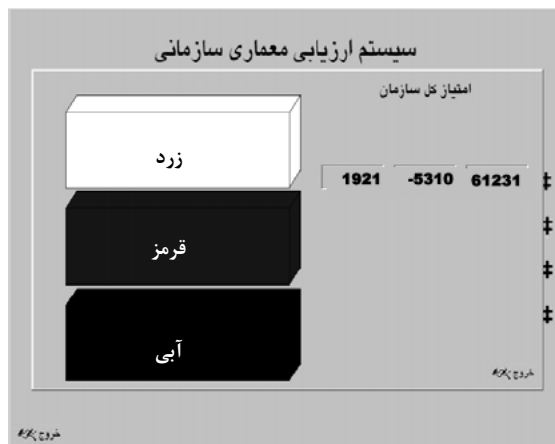 سیستم ارزیابی معماری سازمانی
امتیاز کل سازمان
زرد
1921 -5310 61231 ‡
قرمز
‡
‡
آبی
‡
خروج
خروج